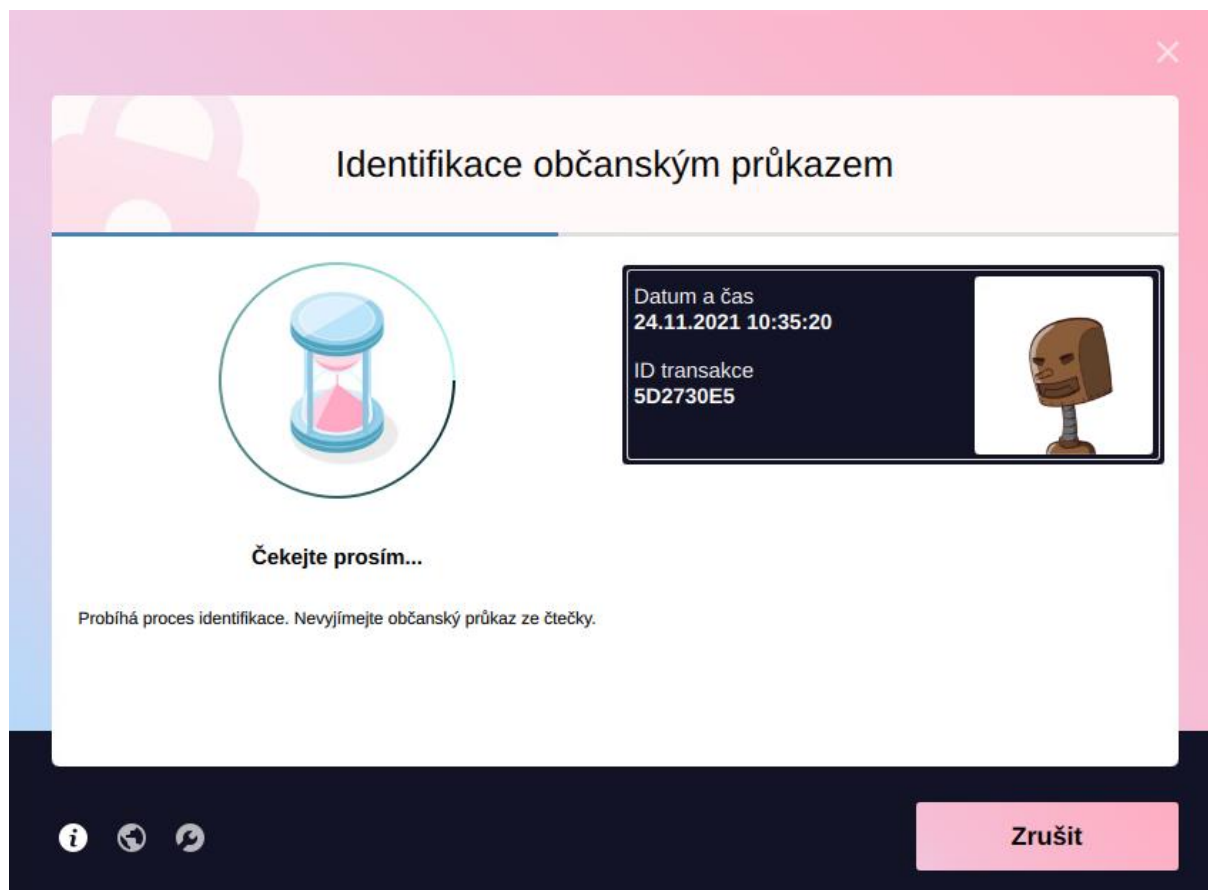 Identifikace občanským průkazem
Datum a čas
24.11.2021 10:35:20
ID transakce
5D2730E5
Čekejte prosím...
Probíhá proces identifikace. Nevyjímejte občanský průkaz ze čtečky.
Zrušit